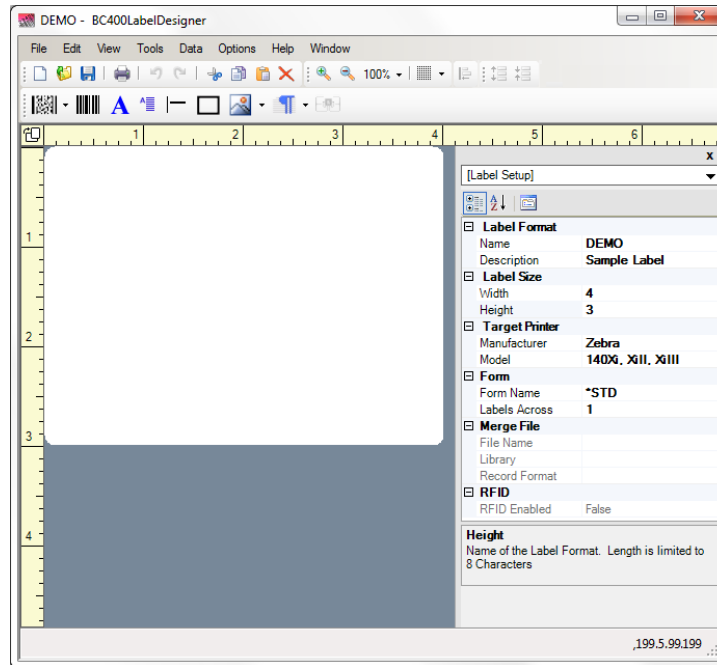 DEMO - BC400LabelDesigner
File Edit View Tools Data Options Help Window
100%
A
1 2 3 4 5 6
1
2
3
4
x
[Label Setup]
A
Z
Label Format
Name DEMO
Description Sample Label
Label Size
Width 4
Height 3
Target Printer
Manufacturer Zebra
Model 140Xi, XiII, XiIII
Form
Form Name *STD
Labels Across 1
Merge File
File Name
Library
Record Format
RFID
RFID Enabled False
Height
Name of the Label Format. Length is limited to
8 Characters
,199.5.99.199